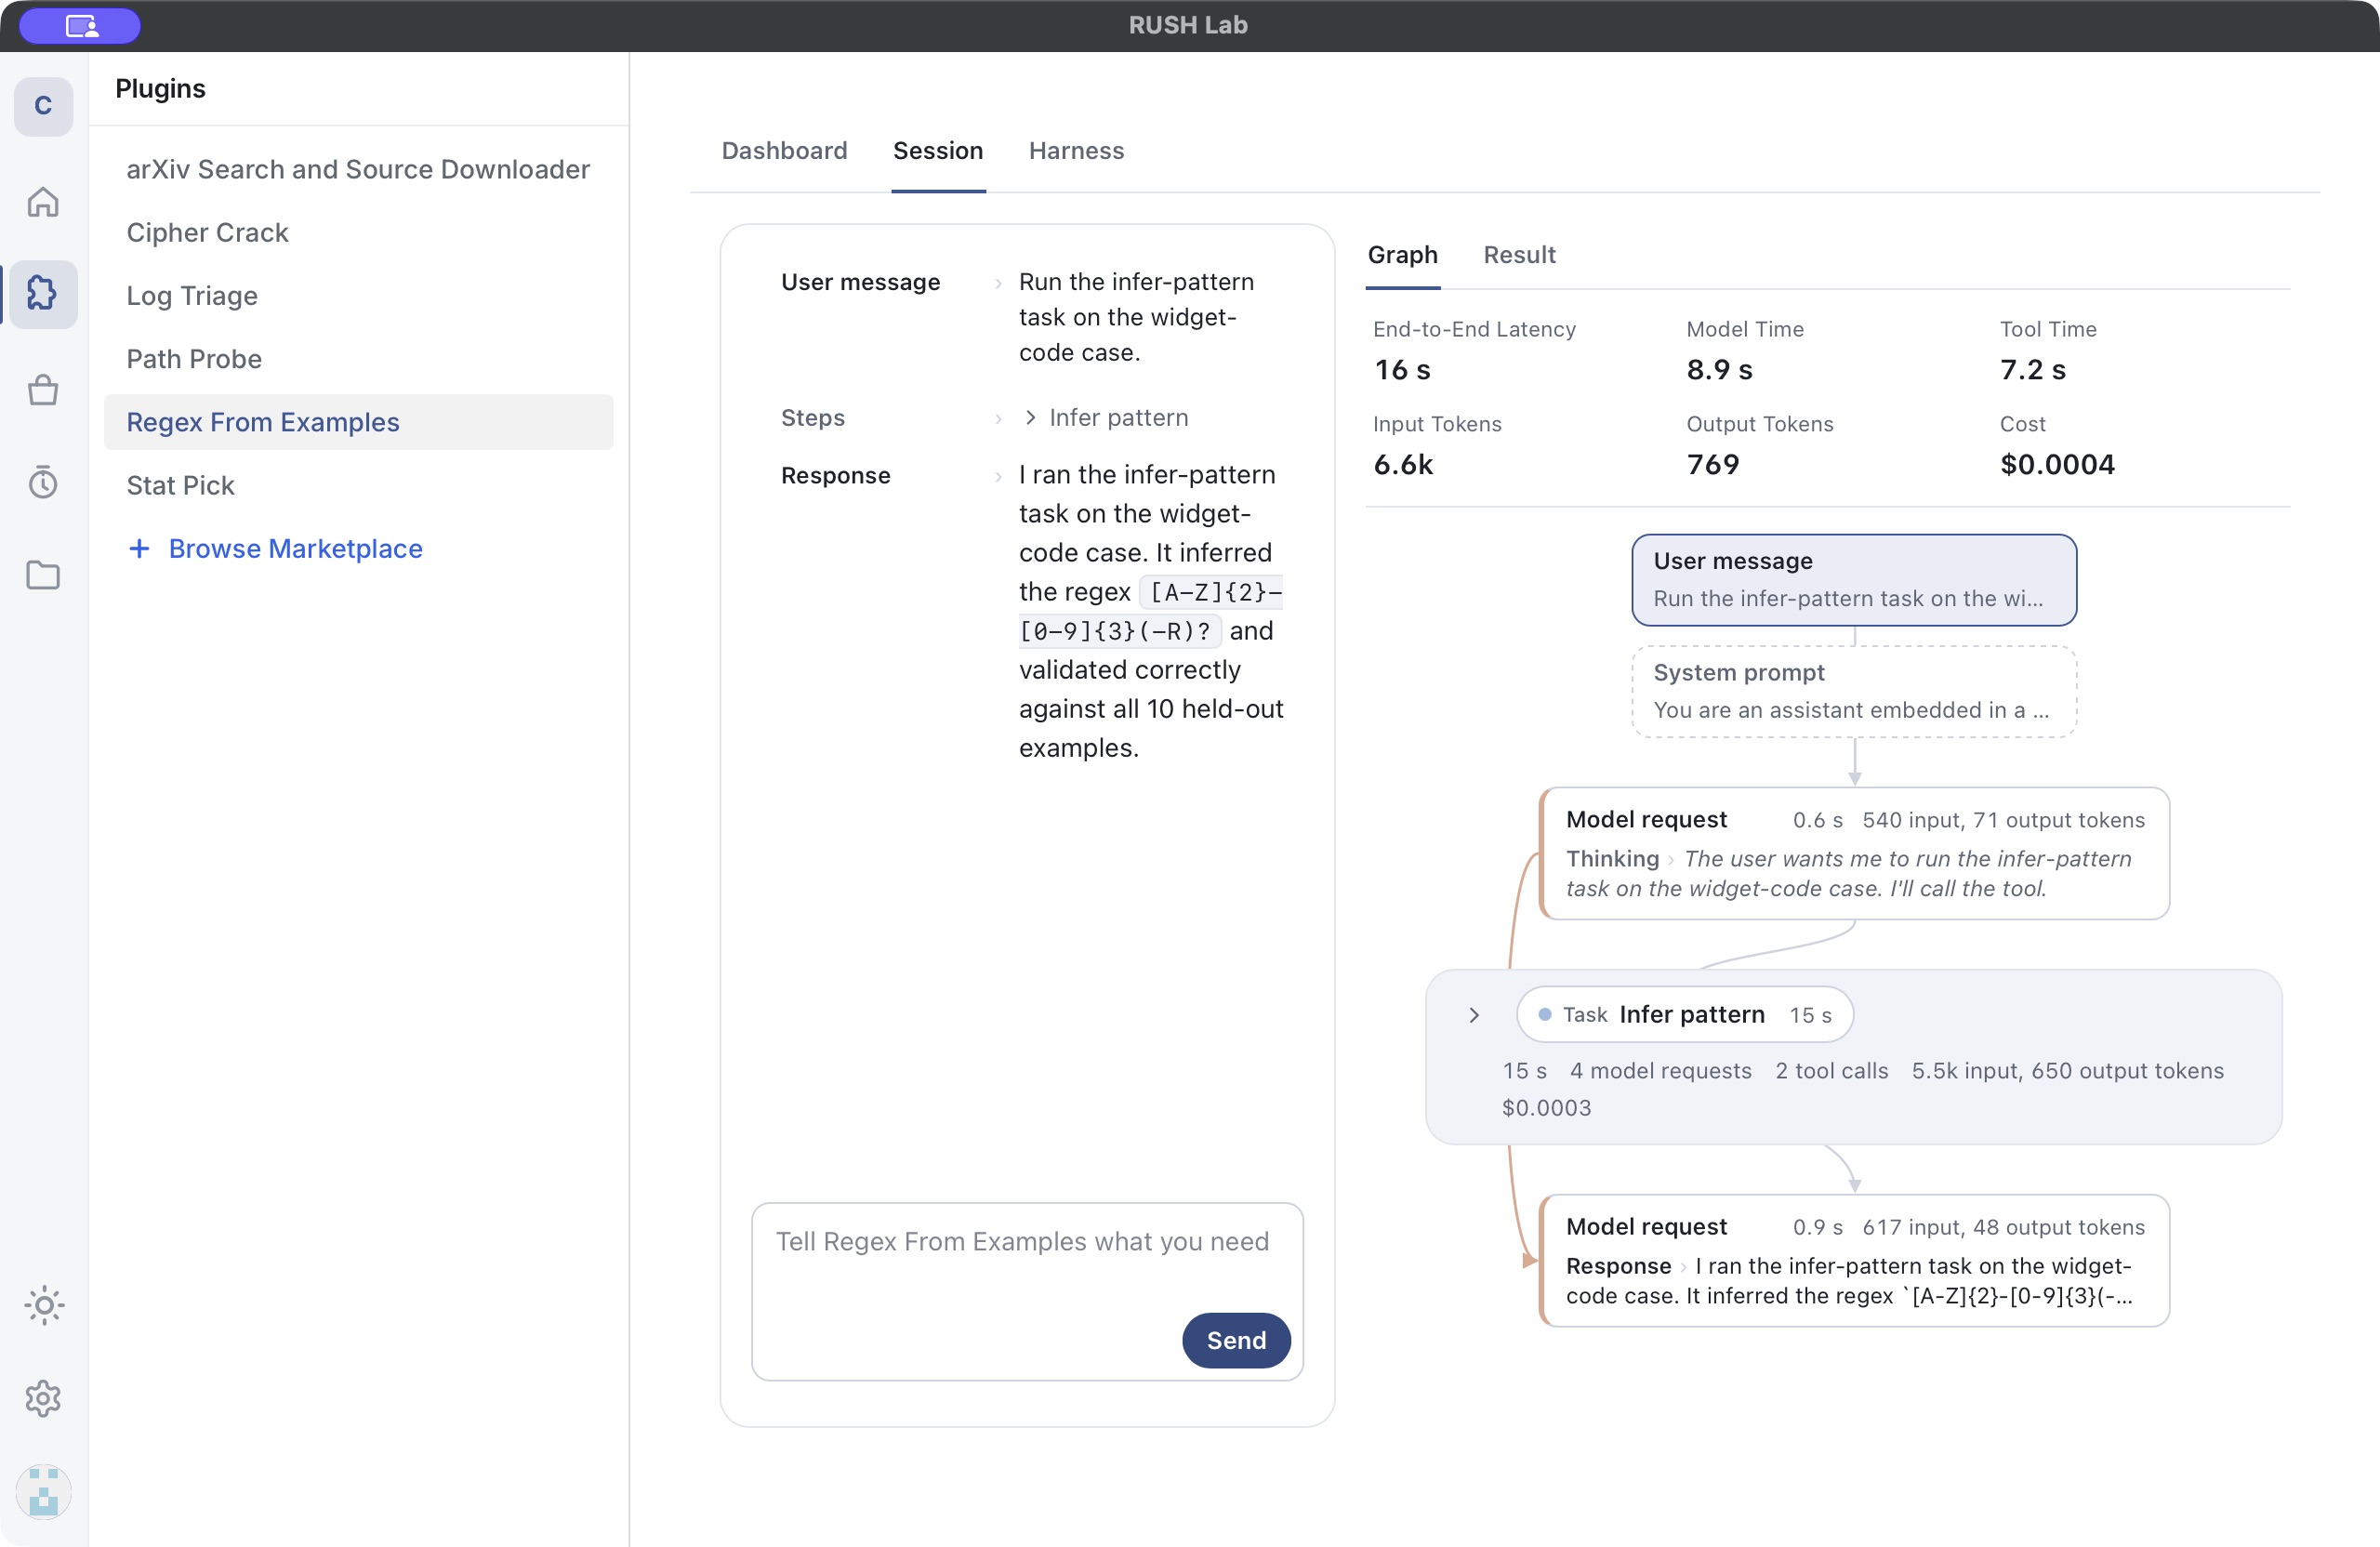 RUSH Lab
C
Plugins
arXiv Search and Source Downloader
Cipher Crack
Log Triage
Path Probe
Regex From Examples
Stat Pick
+ Browse Marketplace
Dashboard
Session
Harness
User message
Run the infer-pattern
task on the widget-
code case.
Steps
Infer pattern
Response
I ran the infer-pattern
task on the widget-
code case. It inferred
the regex [A-Z]{2}-
[0-9]{3}(-R)? and
validated correctly
against all 10 held-out
examples.
Tell Regex From Examples what you need
Send
Graph
Result
End-to-End Latency
16 s
Model Time
8.9 s
Tool Time
7.2 s
Input Tokens
6.6k
Output Tokens
769
Cost
$0.0004
User message
Run the infer-pattern task on the wi...
System prompt
You are an assistant embedded in a ...
Model request 0.6 s 540 input, 71 output tokens
Thinking › The user wants me to run the infer-pattern
task on the widget-code case. I'll call the tool.
Task Infer pattern 15 s
15 s 4 model requests 2 tool calls 5.5k input, 650 output tokens
$0.0003
Model request 0.9 s 617 input, 48 output tokens
Response › I ran the infer-pattern task on the widget-
code case. It inferred the regex `[A-Z]{2}-[0-9]{3}(-...